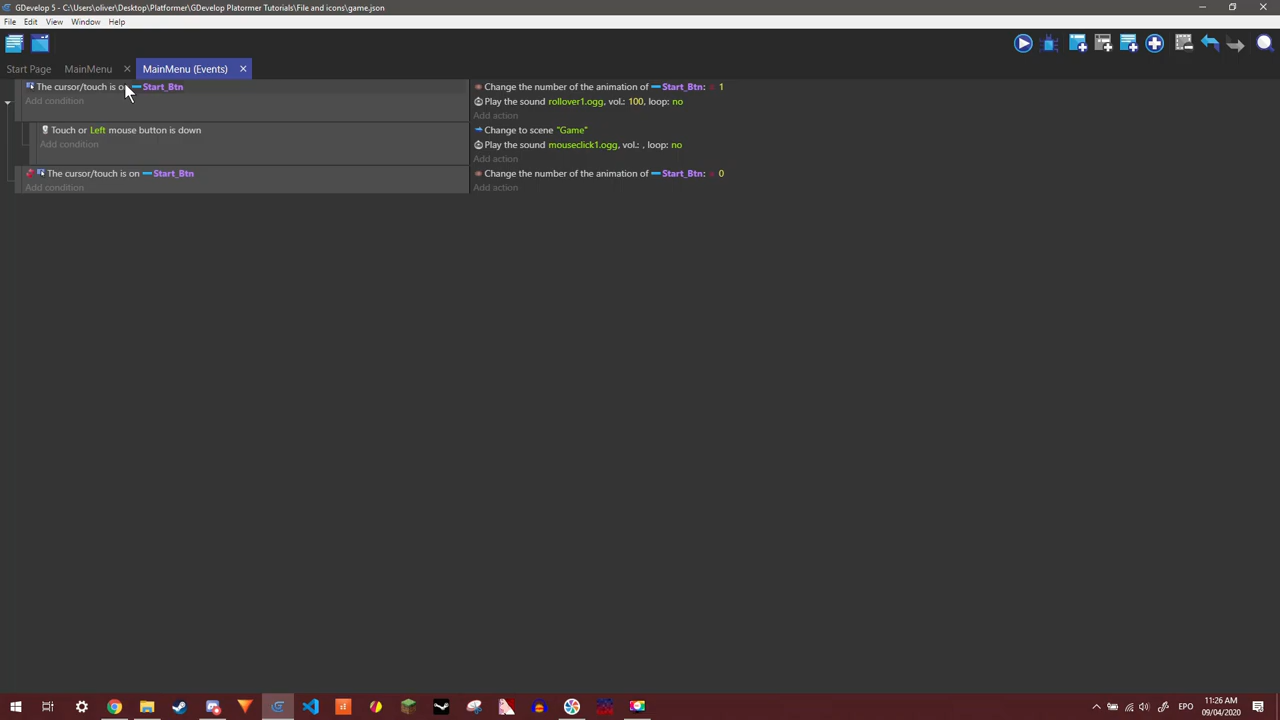 GDevelop 5 - C:\Users\oliver\Desktop\Platformer\GDevelop Platormer Tutorials\File and icons\game.json
File Edit View Window Help
Start Page MainMenu MainMenu (Events)
The cursor/touch is on Start_Btn
Add condition
Change the number of the animation of Start_Btn: = 1
Play the sound rollover1.ogg, vol.: 100, loop: no
Add action
Touch or Left mouse button is down
Add condition
Change to scene "Game"
Play the sound mouseclick1.ogg, vol.: , loop: no
Add action
The cursor/touch is on Start_Btn
Add condition
Change the number of the animation of Start_Btn: = 0
Add action
EPO
11:26 AM
09/04/2020